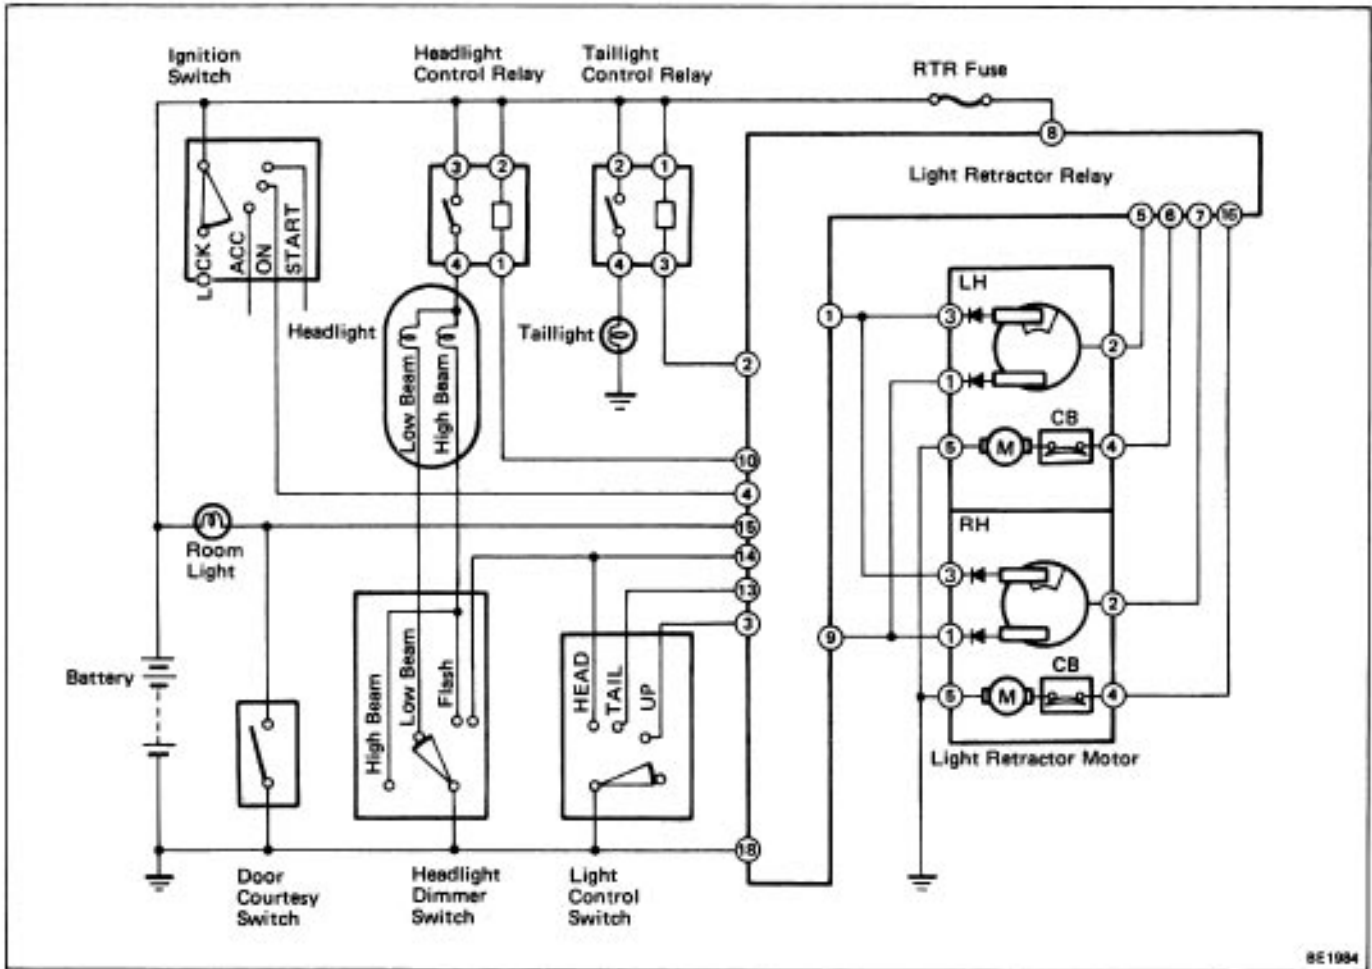 Ignition
Switch
Headlight
Control Relay
Taillight
Control Relay
RTR Fuse
8
Light Retractor Relay
3 2
2 1
5 6 7 16
LOCK
ACC
ON
START
4 1
4 3
LH
Headlight
Low Beam
High Beam
Taillight
1
3
2
2
1
CB
10
5 M 4
4
Room
Light
15
RH
14
3
13
2
3
9
1
Battery
High Beam
Low Beam
Flash
HEAD
TAIL
UP
CB
5 M 4
Light Retractor Motor
18
Door
Courtesy
Switch
Headlight
Dimmer
Switch
Light
Control
Switch
BE1984